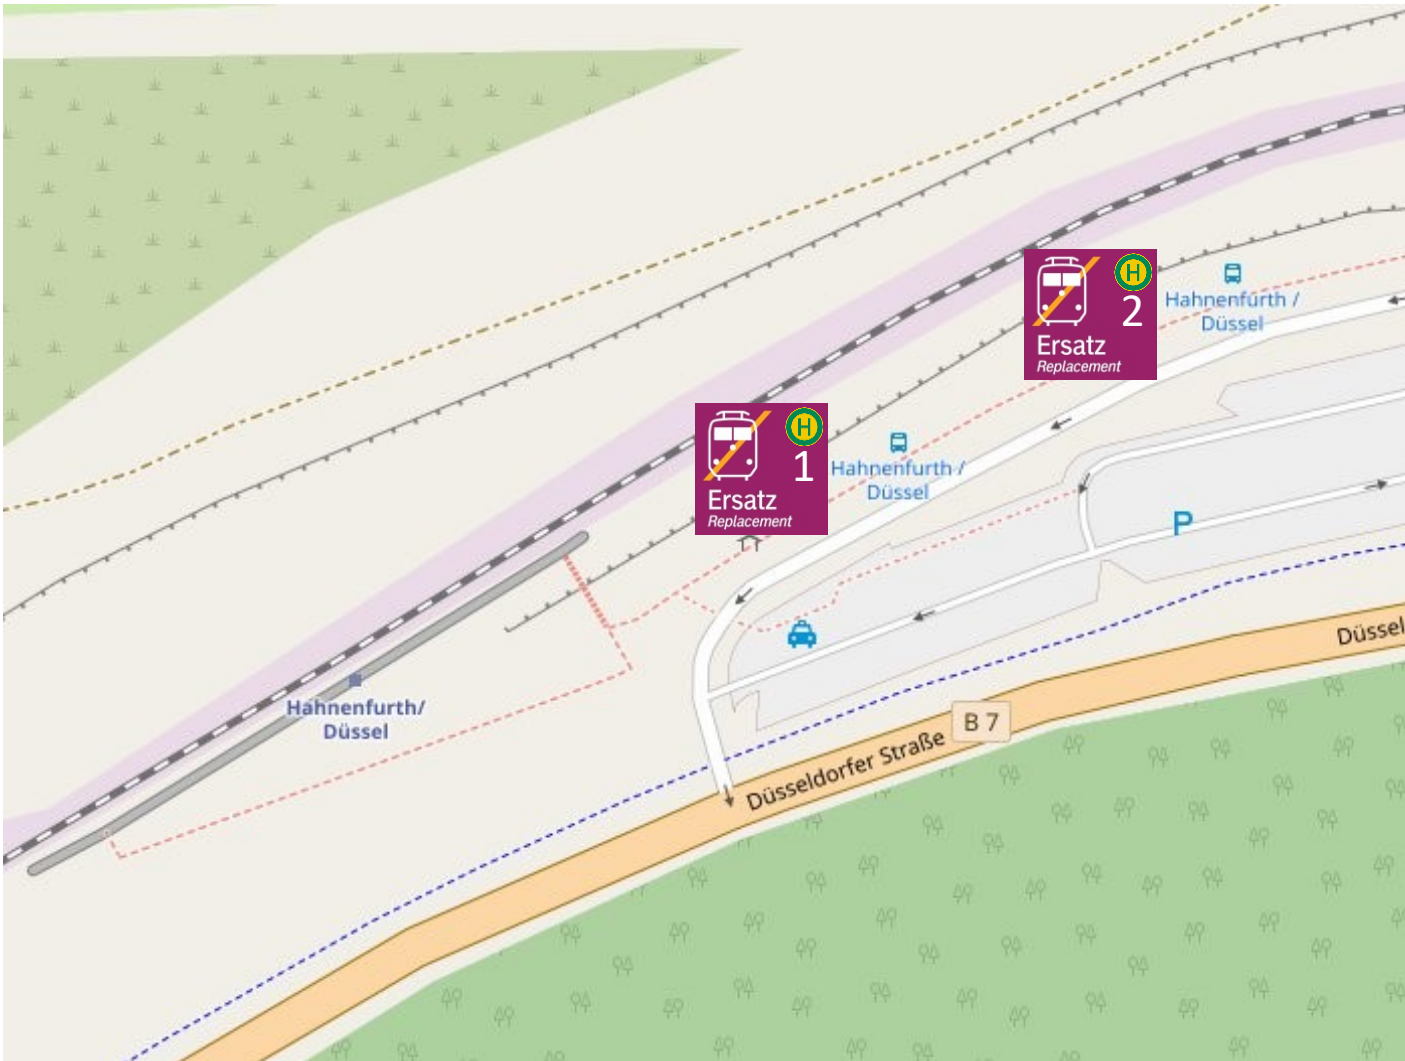 H
2
Ersatz
Replacement
Hahnenfurth /
Düssel
H
1
Ersatz
Replacement
Hahnenfurth /
Düssel
P
Hahnenfurth/
Düssel
Düssel
B 7
Düsseldorfer Straße